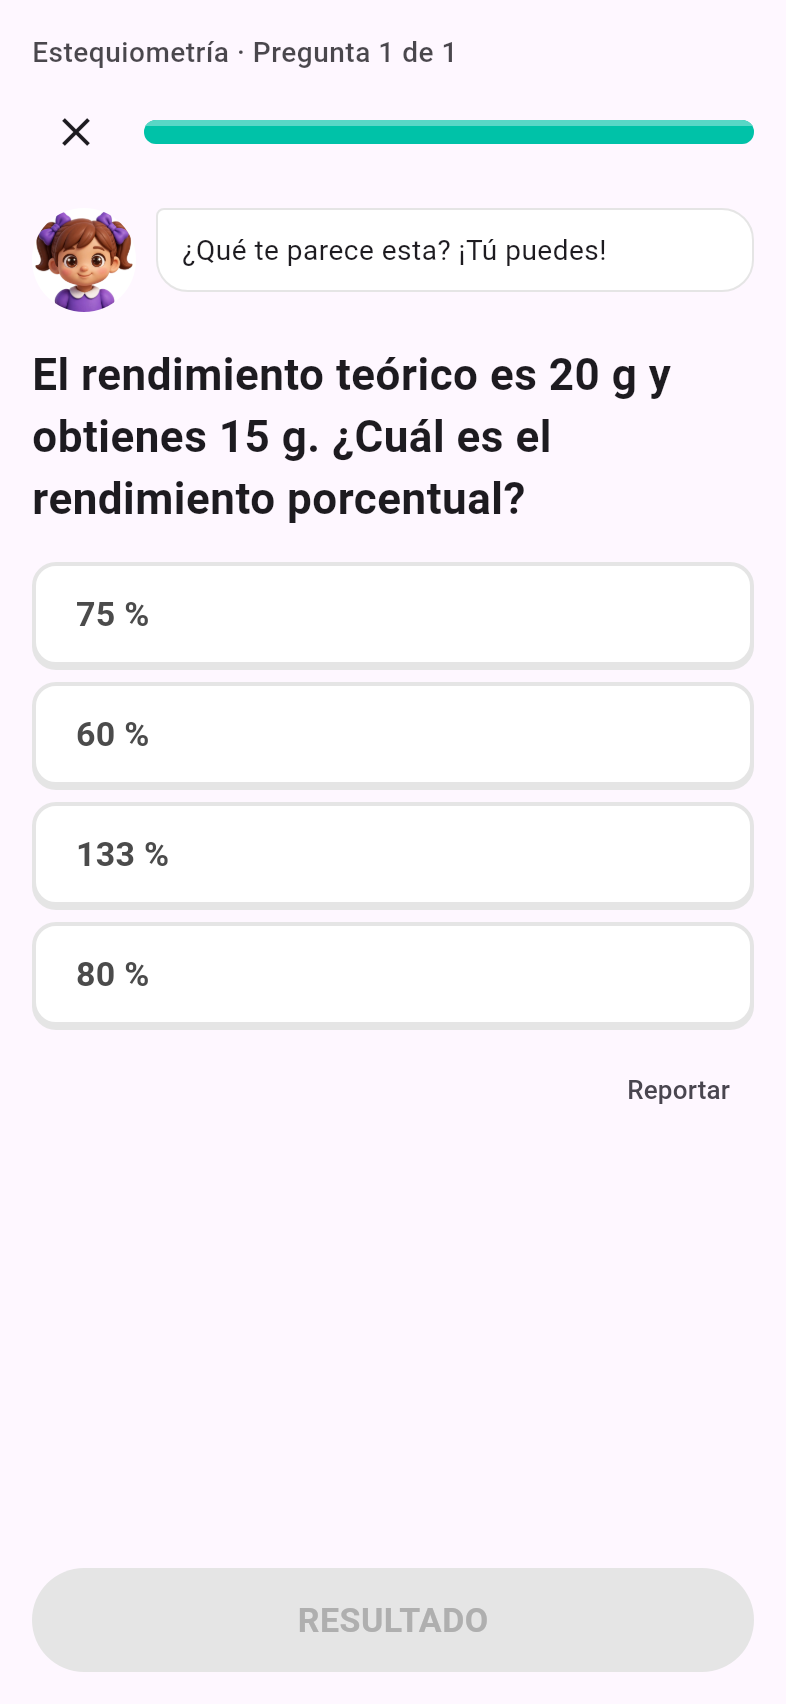 Estequiometría · Pregunta 1 de 1
¿Qué te parece esta? ¡Tú puedes!
El rendimiento teórico es 20 g y
obtienes 15 g. ¿Cuál es el
rendimiento porcentual?
75 %
60 %
133 %
80 %
Reportar
RESULTADO